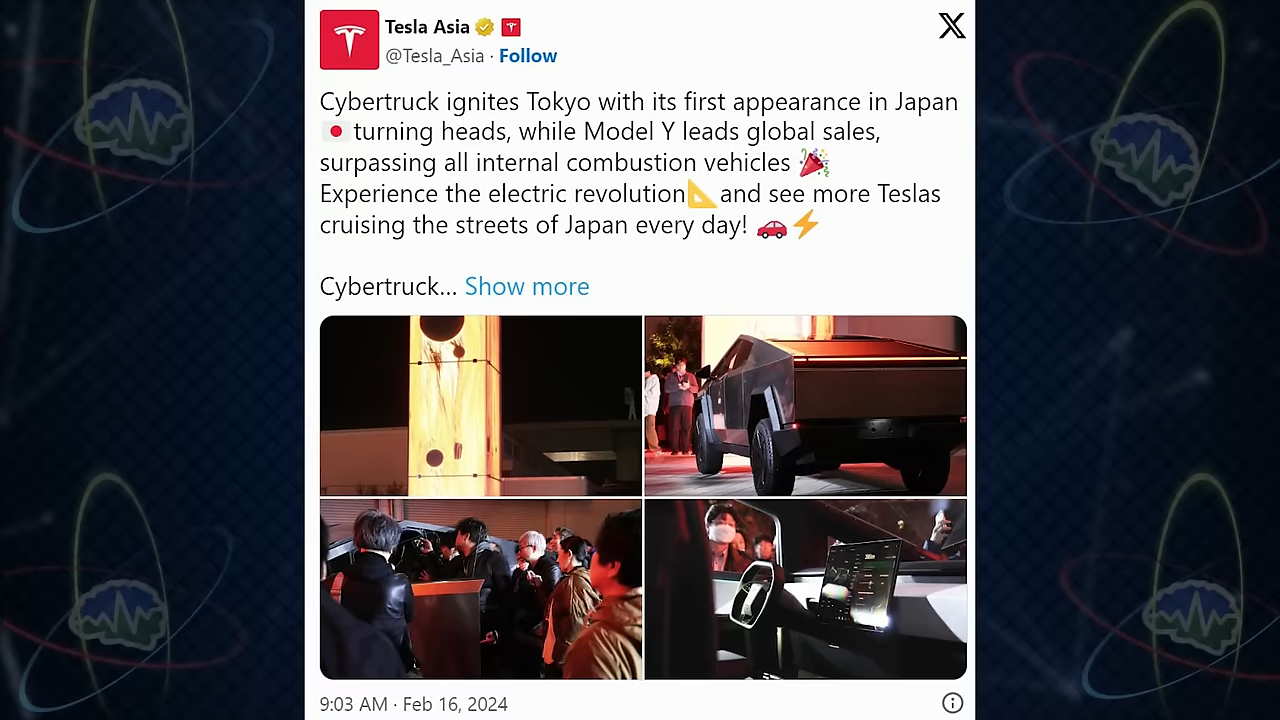 Tesla Asia
@Tesla_Asia · Follow
Cybertruck ignites Tokyo with its first appearance in Japan
🇯🇵 turning heads, while Model Y leads global sales,
surpassing all internal combustion vehicles 🎉
Experience the electric revolution📐and see more Teslas
cruising the streets of Japan every day! 🚗⚡
Cybertruck... Show more
9:03 AM · Feb 16, 2024